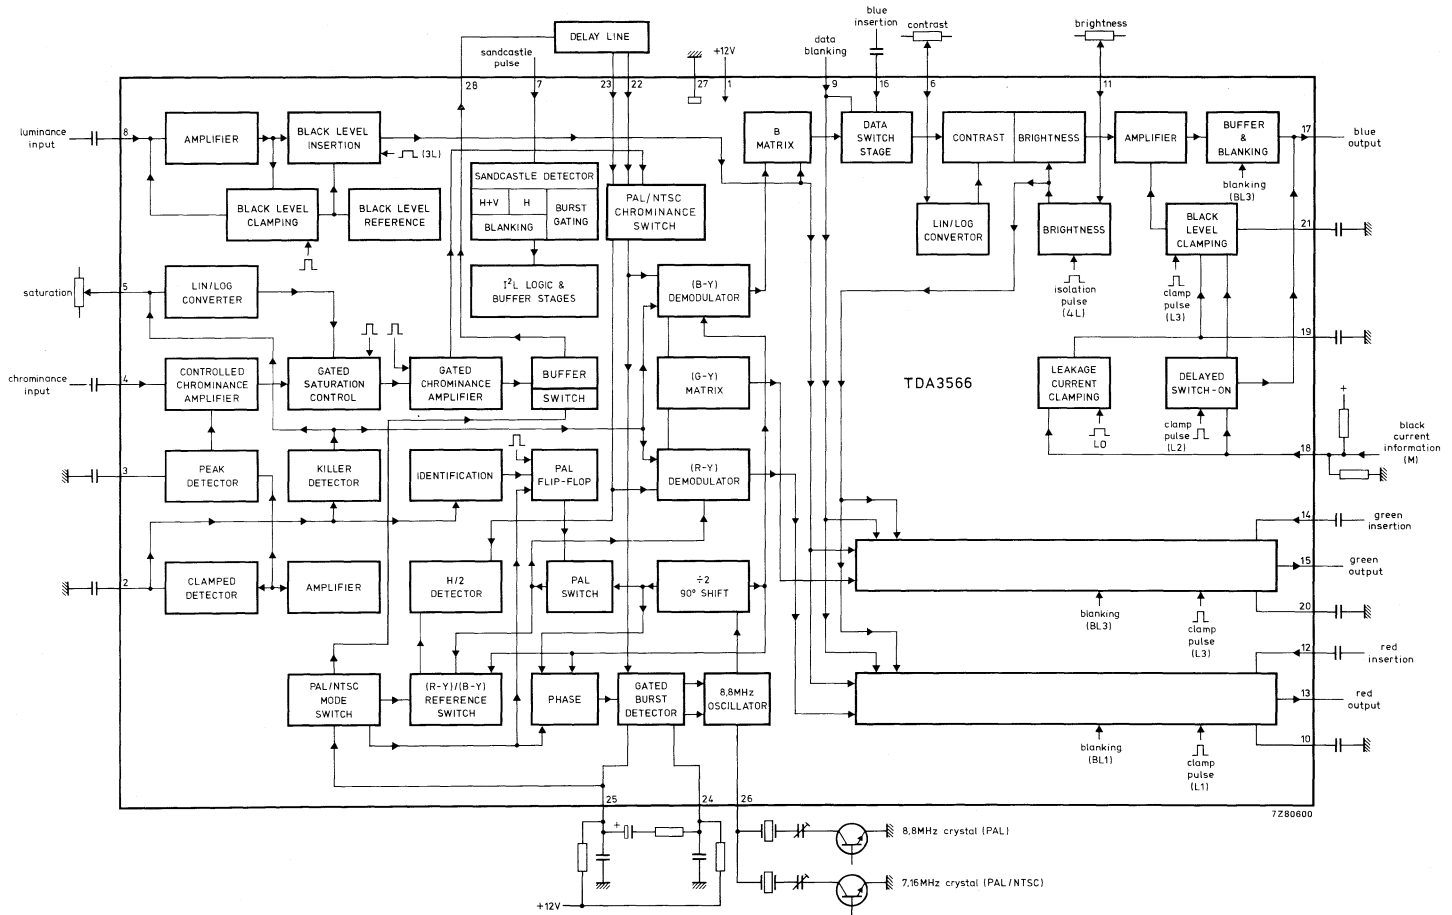 DELAY LINE
blue
insertion
contrast
brightness
sandcastle
pulse
+12V
data
blanking
28
7
23
22
27
1
9
16
6
11
luminance
input
8
AMPLIFIER
BLACK LEVEL
INSERTION
(3L)
BLACK LEVEL
CLAMPING
BLACK LEVEL
REFERENCE
SANDCASTLE DETECTOR
H+V
H
BURST
GATING
BLANKING
PAL/NTSC
CHROMINANCE
SWITCH
I²L LOGIC &
BUFFER STAGES
B
MATRIX
DATA
SWITCH
STAGE
CONTRAST
BRIGHTNESS
AMPLIFIER
BUFFER
&
BLANKING
17
blue
output
blanking
(BL3)
LIN/LOG
CONVERTOR
BRIGHTNESS
BLACK
LEVEL
CLAMPING
21
isolation
pulse
(4L)
clamp
pulse
(L3)
19
saturation
5
LIN/LOG
CONVERTER
(B-Y)
DEMODULATOR
chrominance
input
4
CONTROLLED
CHROMINANCE
AMPLIFIER
GATED
SATURATION
CONTROL
GATED
CHROMINANCE
AMPLIFIER
BUFFER
SWITCH
(G-Y)
MATRIX
TDA3566
LEAKAGE
CURRENT
CLAMPING
DELAYED
SWITCH-ON
L0
clamp
pulse
(L2)
+
black
current
information
(M)
18
3
PEAK
DETECTOR
KILLER
DETECTOR
IDENTIFICATION
PAL
FLIP-FLOP
(R-Y)
DEMODULATOR
14
green
insertion
2
CLAMPED
DETECTOR
AMPLIFIER
H/2
DETECTOR
PAL
SWITCH
÷2
90° SHIFT
15
green
output
blanking
(BL3)
clamp
pulse
(L3)
20
12
red
insertion
PAL/NTSC
MODE
SWITCH
(R-Y)/(B-Y)
REFERENCE
SWITCH
PHASE
GATED
BURST
DETECTOR
8,8MHz
OSCILLATOR
13
red
output
blanking
(BL1)
clamp
pulse
(L1)
10
25
24
26
7Z80600
+
8,8MHz crystal (PAL)
7,16MHz crystal (PAL/NTSC)
+12V